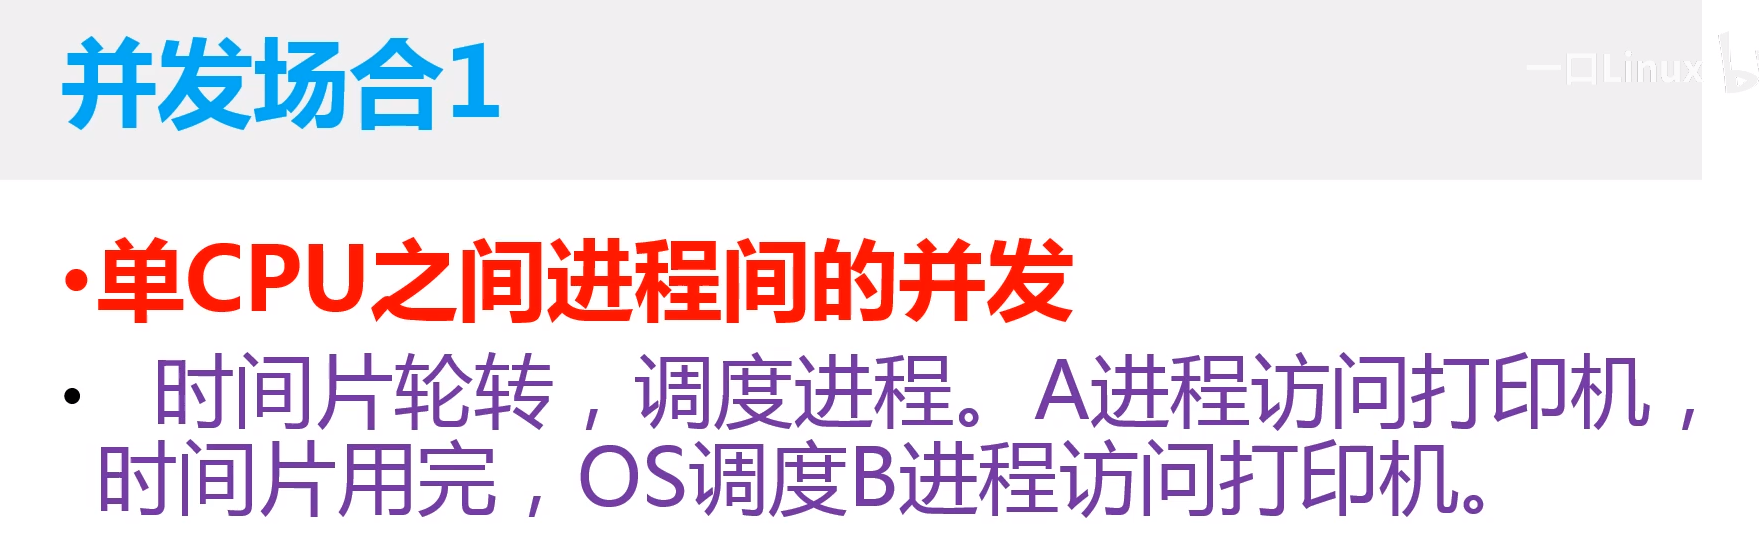 并发场合1
一口Linux
•单CPU之间进程间的并发
• 时间片轮转，调度进程。A进程访问打印机，
时间片用完，OS调度B进程访问打印机。